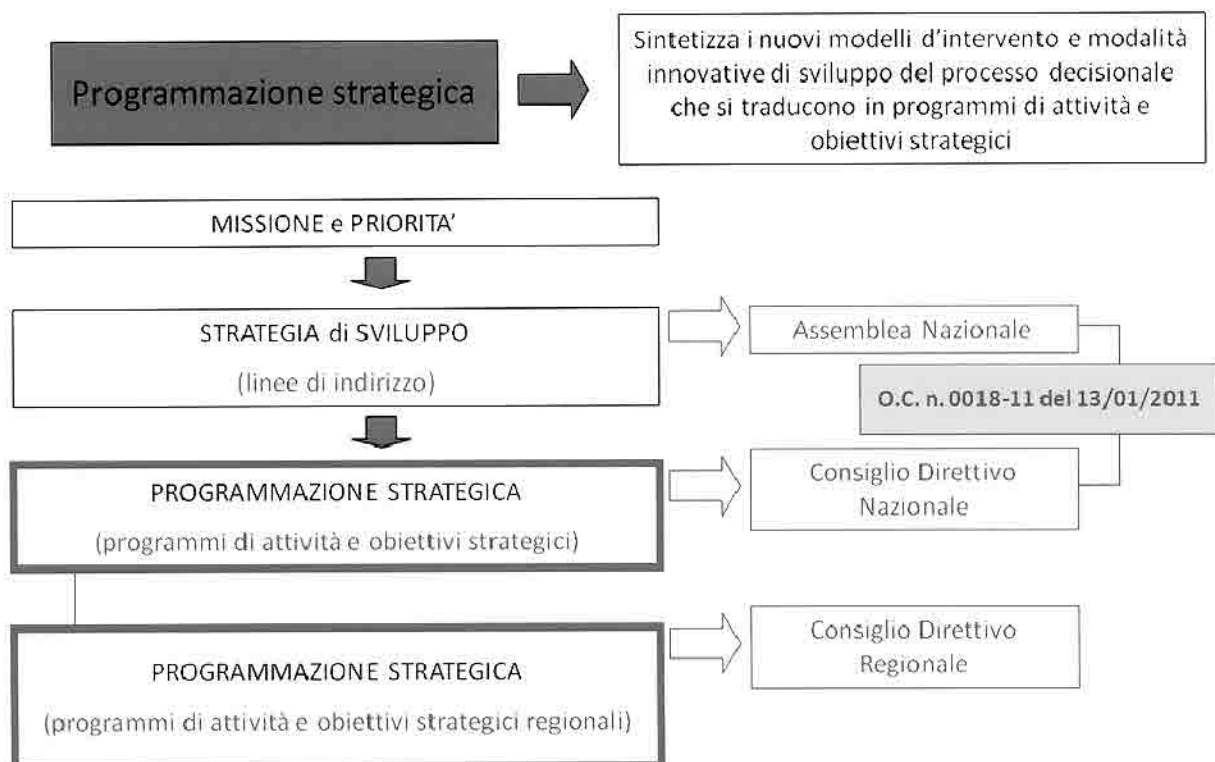 Programmazione strategica
Sintetizza i nuovi modelli d'intervento e modalità
innovative di sviluppo del processo decisionale
che si traducono in programmi di attività e
obiettivi strategici
MISSIONE e PRIORITA'
STRATEGIA di SVILUPPO
(linee di indirizzo)
Assemblea Nazionale
O.C. n. 0018-11 del 13/01/2011
PROGRAMMAZIONE STRATEGICA
(programmi di attività e obiettivi strategici)
Consiglio Direttivo
Nazionale
PROGRAMMAZIONE STRATEGICA
(programmi di attività e obiettivi strategici regionali)
Consiglio Direttivo
Regionale